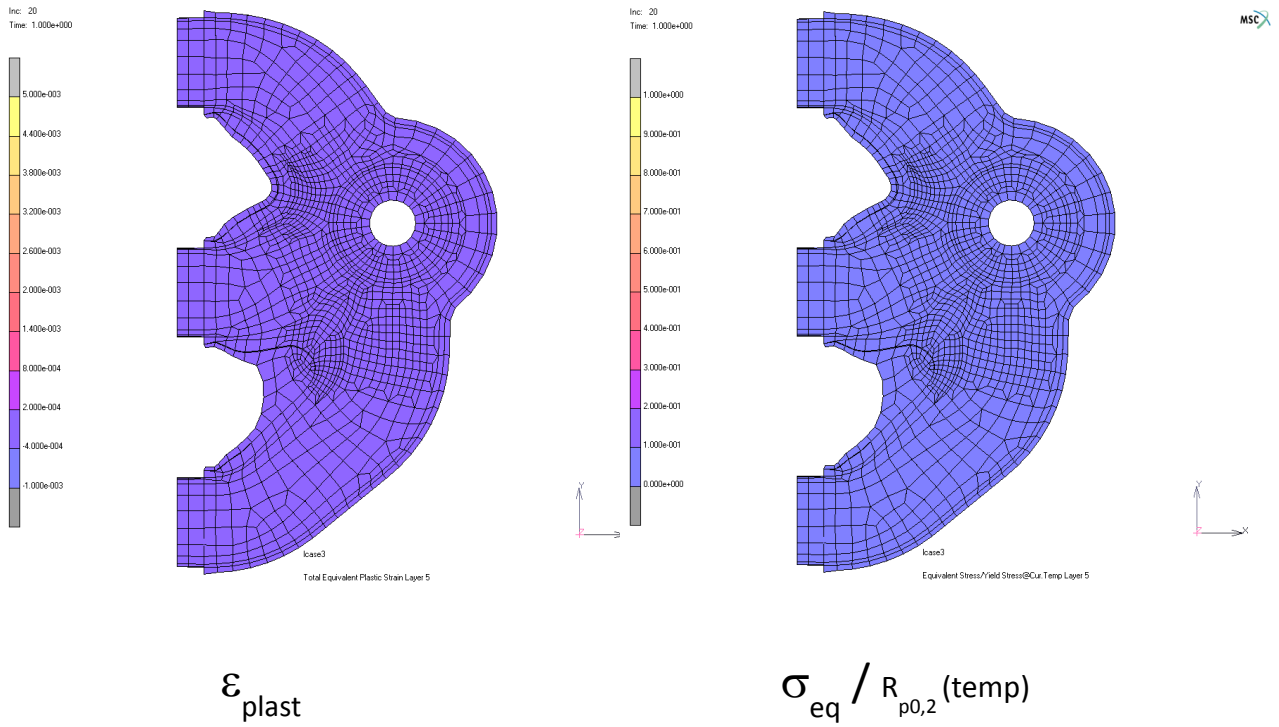 Inc: 20
Time: 1.000e+000
5.000e-003
4.400e-003
3.800e-003
3.200e-003
2.600e-003
2.000e-003
1.400e-003
8.000e-004
2.000e-004
-4.000e-004
-1.000e-003
Y
Z
lcase3
Total Equivalent Plastic Strain Layer 5
εplast
Inc: 20
Time: 1.000e+000
MSC
1.000e+000
9.000e-001
8.000e-001
7.000e-001
6.000e-001
5.000e-001
4.000e-001
3.000e-001
2.000e-001
1.000e-001
0.000e+000
Y
Z
X
lcase3
Equivalent Stress/Yield Stress@Cur.Temp Layer 5
σeq / Rp0,2 (temp)